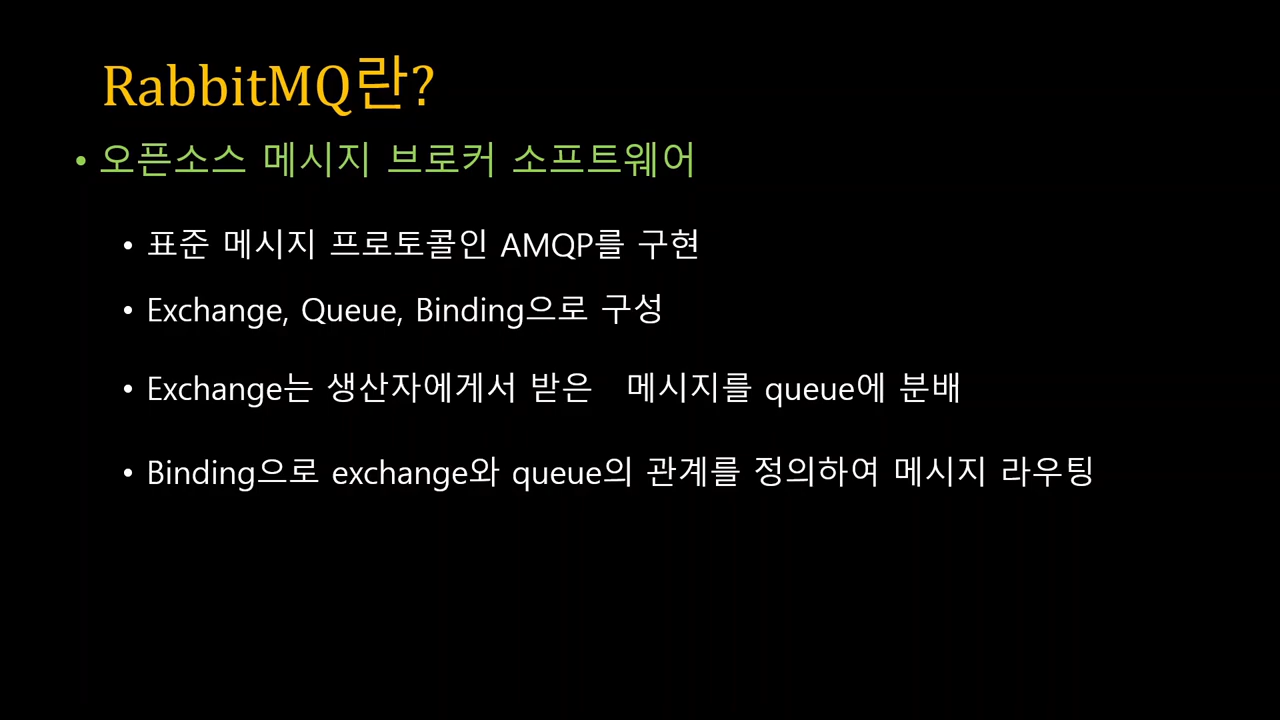 RabbitMQ란?
• 오픈소스 메시지 브로커 소프트웨어
• 표준 메시지 프로토콜인 AMQP를 구현
• Exchange, Queue, Binding으로 구성
• Exchange는 생산자에게서 받은 메시지를 queue에 분배
• Binding으로 exchange와 queue의 관계를 정의하여 메시지 라우팅